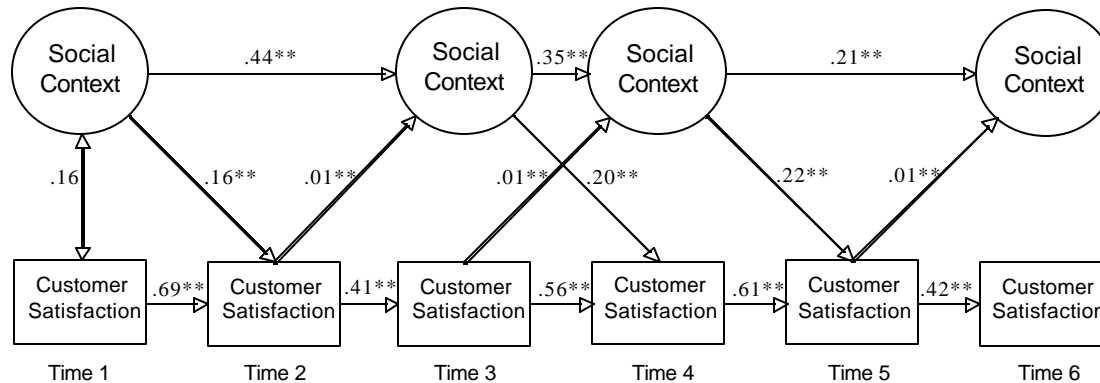 Social
Context
.44**
Social
Context
.35**
Social
Context
.21**
Social
Context
.16
.16**
.01**
.01**
.20**
.22**
.01**
Customer
Satisfaction
.69**
Customer
Satisfaction
.41**
Customer
Satisfaction
.56**
Customer
Satisfaction
.61**
Customer
Satisfaction
.42**
Customer
Satisfaction
Time 1
Time 2
Time 3
Time 4
Time 5
Time 6